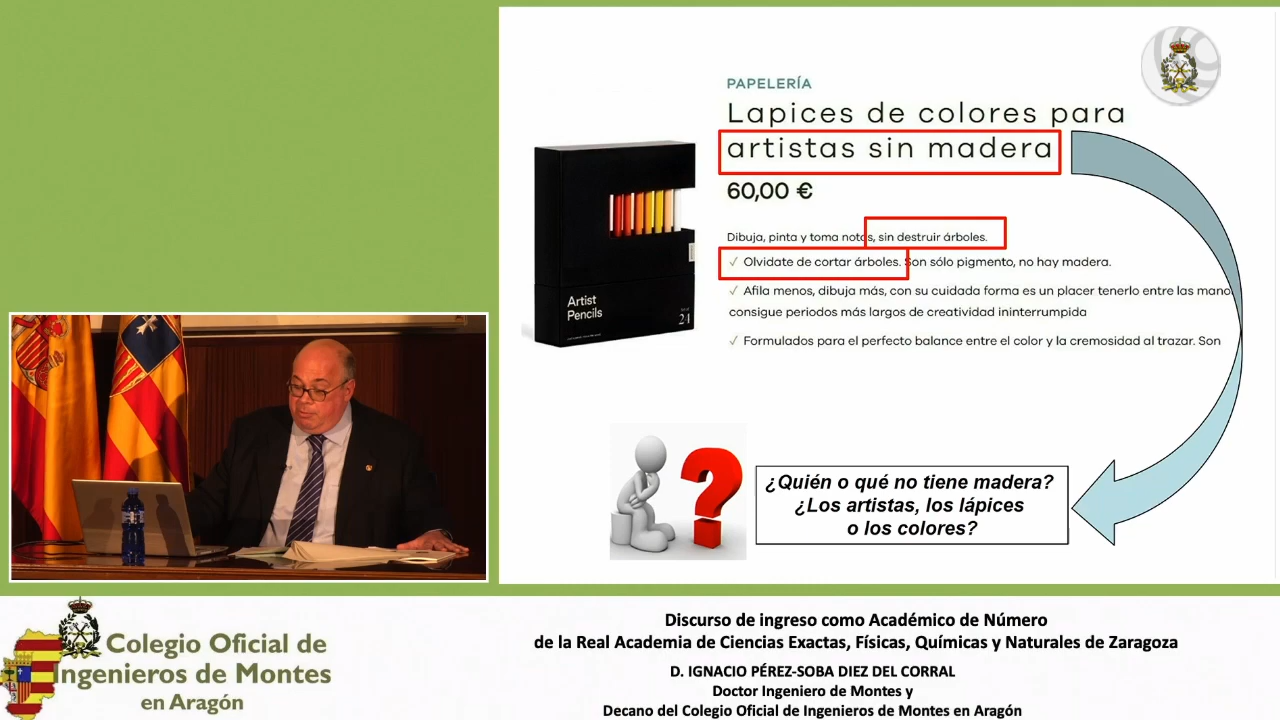 PAPELERÍA
Lapices de colores para
artistas sin madera
60,00 €
Dibuja, pinta y toma notas, sin destruir árboles.
✓ Olvidate de cortar árboles. Son sólo pigmento, no hay madera.
✓ Afila menos, dibuja más, con su cuidada forma es un placer tenerlo entre las mano
consigue periodos más largos de creatividad ininterrumpida
✓ Formulados para el perfecto balance entre el color y la cremosidad al trazar. Son
Artist
Pencils
24
¿Quién o qué no tiene madera?
¿Los artistas, los lápices
o los colores?
Colegio Oficial de
Ingenieros de Montes
en Aragón
Discurso de ingreso como Académico de Número
de la Real Academia de Ciencias Exactas, Físicas, Químicas y Naturales de Zaragoza
D. IGNACIO PÉREZ-SOBA DIEZ DEL CORRAL
Doctor Ingeniero de Montes y
Decano del Colegio Oficial de Ingenieros de Montes en Aragón